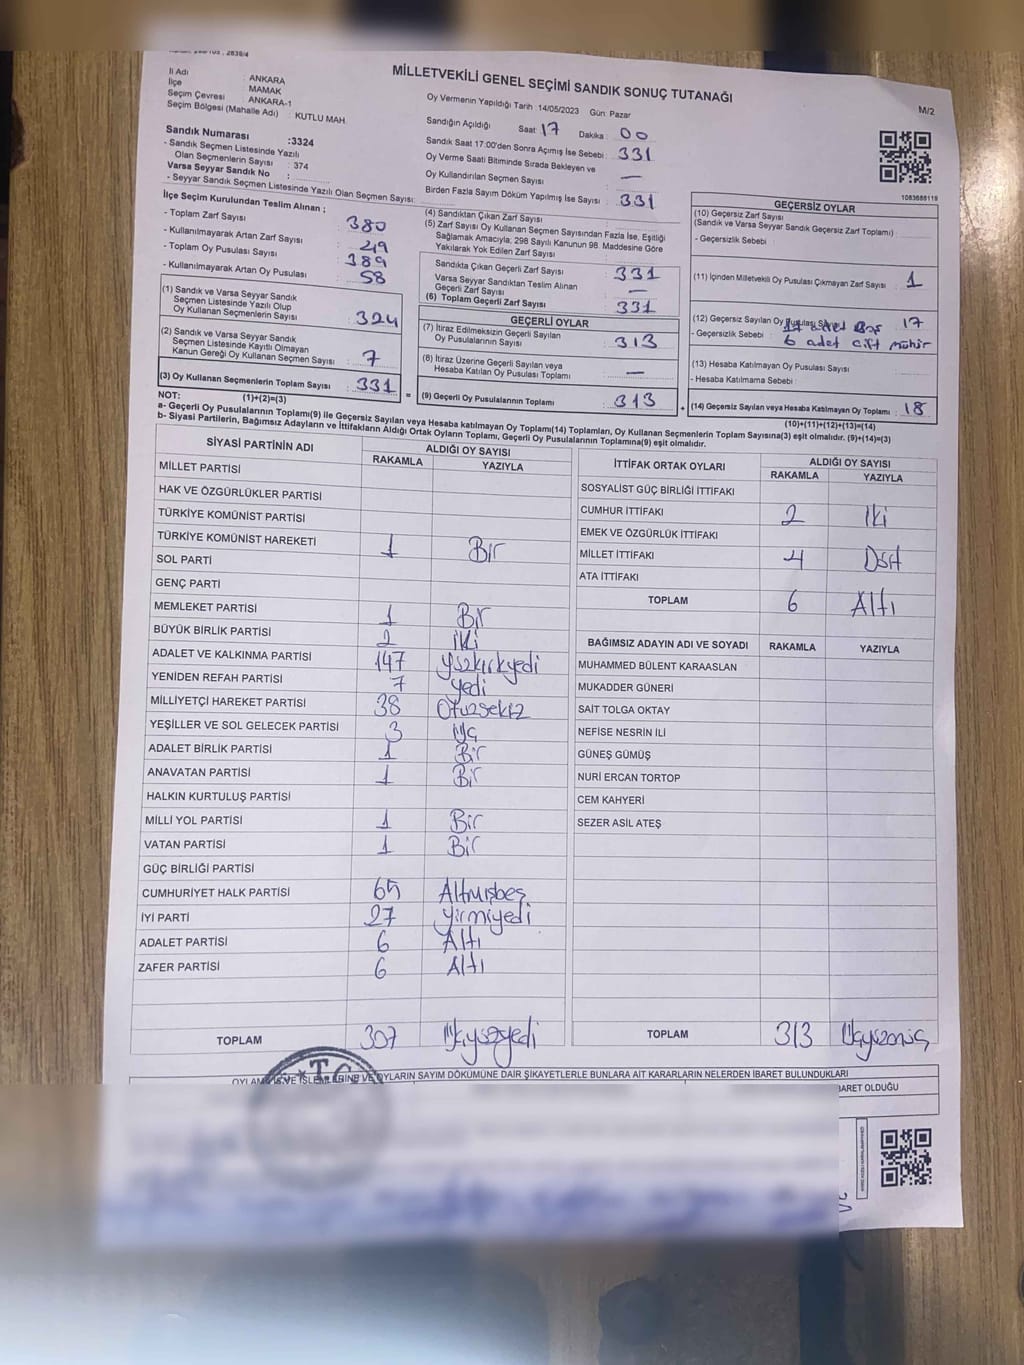 MİLLETVEKİLİ GENEL SEÇİMİ SANDIK SONUÇ TUTANAĞI
M/2
İl Adı : ANKARA
İlçe : MAMAK
Seçim Çevresi : ANKARA-1
Seçim Bölgesi (Mahalle Adı) : KUTLU MAH.
Sandık Numarası :3324
- Sandık Seçmen Listesinde Yazılı
Olan Seçmenlerin Sayısı : 374
Varsa Seyyar Sandık No :
- Seyyar Sandık Seçmen Listesinde Yazılı Olan Seçmen Sayısı:
Oy Vermenin Yapıldığı Tarih :14/05/2023 Gün: Pazar
Sandığın Açıldığı Saat 17 Dakika : 00
Sandık Saat 17:00'den Sonra Açımış İse Sebebi : 331
Oy Verme Saati Bitiminde Sırada Bekleyen ve
Oy Kullandırılan Seçmen Sayısı : —
Birden Fazla Sayım Döküm Yapılmış İse Sayısı : 331
1083688119
İlçe Seçim Kurulundan Teslim Alınan ;
- Toplam Zarf Sayısı : 380
- Kullanılmayarak Artan Zarf Sayısı : 49
- Toplam Oy Pusulası Sayısı : 389
- Kullanılmayarak Artan Oy Pusulası : 58
(1) Sandık ve Varsa Seyyar Sandık
Seçmen Listesinde Yazılı Olup
Oy Kullanan Seçmenlerin Sayısı : 324
(2) Sandık ve Varsa Seyyar Sandık
Seçmen Listesinde Kayıtlı Olmayan
Kanun Gereği Oy Kullanan Seçmen Sayısı : 7
(3) Oy Kullanan Seçmenlerin Toplam Sayısı : 331
(4) Sandıktan Çıkan Zarf Sayısı :
(5) Zarf Sayısı Oy Kullanan Seçmen Sayısından Fazla İse, Eşitliği
Sağlamak Amacıyla; 298 Sayılı Kanunun 98. Maddesine Göre
Yakılarak Yok Edilen Zarf Sayısı :
Sandıkta Çıkan Geçerli Zarf Sayısı : 331
Varsa Seyyar Sandıktan Teslim Alınan
Geçerli Zarf Sayısı : —
(6) Toplam Geçerli Zarf Sayısı : 331
GEÇERLİ OYLAR
(7) İtiraz Edilmeksizin Geçerli Sayılan
Oy Pusulalarının Sayısı : 313
(8) İtiraz Üzerine Geçerli Sayılan veya
Hesaba Katılan Oy Pusulası Toplamı : —
(9) Geçerli Oy Pusulalarının Toplamı : 313
GEÇERSİZ OYLAR
(10) Geçersiz Zarf Sayısı
(Sandık ve Varsa Seyyar Sandık Geçersiz Zarf Toplamı) :
- Geçersizlik Sebebi :
(11) İçinden Milletvekili Oy Pusulası Çıkmayan Zarf Sayısı : 1
(12) Geçersiz Sayılan Oy Pusulası Sayısı : 17
- Geçersizlik Sebebi : adet Boş
6 adet çift mühür
(13) Hesaba Katılmayan Oy Pusulası Sayısı :
- Hesaba Katılmama Sebebi :
(14) Geçersiz Sayılan veya Hesaba Katılmayan Oy Toplamı : 18
NOT: (1)+(2)=(3)
(10)+(11)+(12)+(13)=(14)
a- Geçerli Oy Pusulalarının Toplamı(9) ile Geçersiz Sayılan veya Hesaba Katılmayan Oy Toplamı(14) Toplamları, Oy Kullanan Seçmenlerin Toplam Sayısına(3) eşit olmalıdır. (9)+(14)=(3)
b- Siyasi Partilerin, Bağımsız Adayların ve İttifakların Aldığı Ortak Oyların Toplamı, Geçerli Oy Pusulalarının Toplamına(9) eşit olmalıdır.
SİYASİ PARTİNİN ADI ALDIĞI OY SAYISI
RAKAMLA YAZIYLA
MİLLET PARTİSİ
HAK VE ÖZGÜRLÜKLER PARTİSİ
TÜRKİYE KOMÜNİST PARTİSİ
TÜRKİYE KOMÜNİST HAREKETİ 1 Bir
SOL PARTİ
GENÇ PARTİ
MEMLEKET PARTİSİ 1 Bir
BÜYÜK BİRLİK PARTİSİ 2 iki
ADALET VE KALKINMA PARTİSİ 147 yüzkırkyedi
YENİDEN REFAH PARTİSİ 7 yedi
MİLLİYETÇİ HAREKET PARTİSİ 38 Otuzsekiz
YEŞİLLER VE SOL GELECEK PARTİSİ 3 Üç
ADALET BİRLİK PARTİSİ 1 Bir
ANAVATAN PARTİSİ 1 Bir
HALKIN KURTULUŞ PARTİSİ
MİLLİ YOL PARTİSİ 1 Bir
VATAN PARTİSİ 1 Bir
GÜÇ BİRLİĞİ PARTİSİ
CUMHURİYET HALK PARTİSİ 65 Altmışbeş
İYİ PARTİ 27 yirmiyedi
ADALET PARTİSİ 6 Altı
ZAFER PARTİSİ 6 Altı
TOPLAM 307 Üçyüzyedi
İTTİFAK ORTAK OYLARI ALDIĞI OY SAYISI
RAKAMLA YAZIYLA
SOSYALİST GÜÇ BİRLİĞİ İTTİFAKI
CUMHUR İTTİFAKI 2 İki
EMEK VE ÖZGÜRLÜK İTTİFAKI
MİLLET İTTİFAKI 4 Dört
ATA İTTİFAKI
TOPLAM 6 Altı
BAĞIMSIZ ADAYIN ADI VE SOYADI RAKAMLA YAZIYLA
MUHAMMED BÜLENT KARAASLAN
MUKADDER GÜNERİ
SAİT TOLGA OKTAY
NEFİSE NESRİN İLİ
GÜNEŞ GÜMÜŞ
NURİ ERCAN TORTOP
CEM KAHYERİ
SEZER ASİL ATEŞ
TOPLAM 313 Üçyüzonüç
T.C.
OYLAMA VE İŞLEMLERİNE VE OYLARIN SAYIM DÖKÜMÜNE DAİR ŞİKAYETLERLE BUNLARA AİT KARARLARIN NELERDEN İBARET BULUNDUKLARI
BARET OLDUĞU